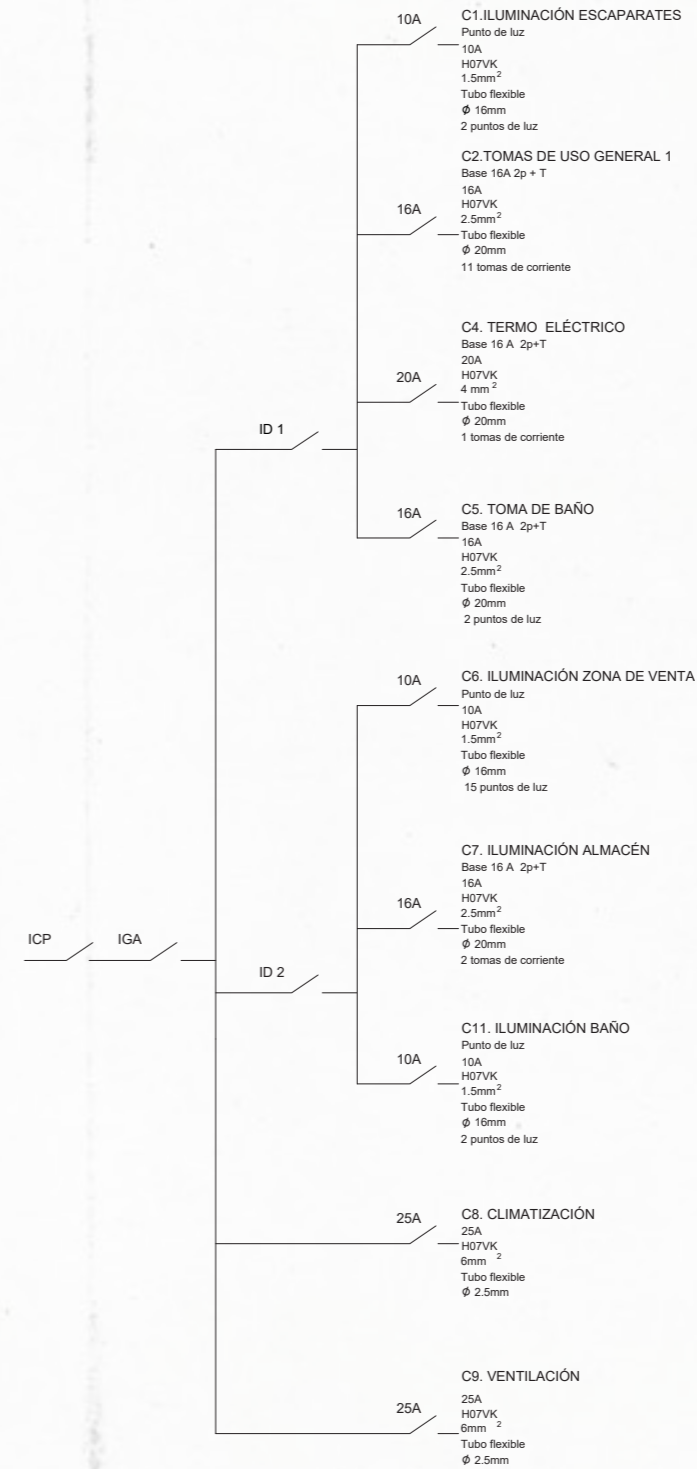 10A
C1.ILUMINACIÓN ESCAPARATES
Punto de luz
10A
H07VK
1.5mm²
Tubo flexible
ϕ 16mm
2 puntos de luz
C2.TOMAS DE USO GENERAL 1
Base 16A 2p + T
16A
16A
H07VK
2.5mm²
Tubo flexible
ϕ 20mm
11 tomas de corriente
C4. TERMO ELÉCTRICO
Base 16 A 2p+T
20A
20A
H07VK
4 mm²
Tubo flexible
ϕ 20mm
1 tomas de corriente
ID 1
C5. TOMA DE BAÑO
16A
Base 16 A 2p+T
16A
H07VK
2.5mm²
Tubo flexible
ϕ 20mm
2 puntos de luz
10A
C6. ILUMINACIÓN ZONA DE VENTA
Punto de luz
10A
H07VK
1.5mm²
Tubo flexible
ϕ 16mm
15 puntos de luz
C7. ILUMINACIÓN ALMACÉN
Base 16 A 2p+T
16A
16A
H07VK
2.5mm²
Tubo flexible
ϕ 20mm
2 tomas de corriente
ICP
IGA
ID 2
C11. ILUMINACIÓN BAÑO
Punto de luz
10A
10A
H07VK
1.5mm²
Tubo flexible
ϕ 16mm
2 puntos de luz
25A
C8. CLIMATIZACIÓN
25A
H07VK
6mm ²
Tubo flexible
ϕ 2.5mm
C9. VENTILACIÓN
25A
25A
H07VK
6mm ²
Tubo flexible
ϕ 2.5mm